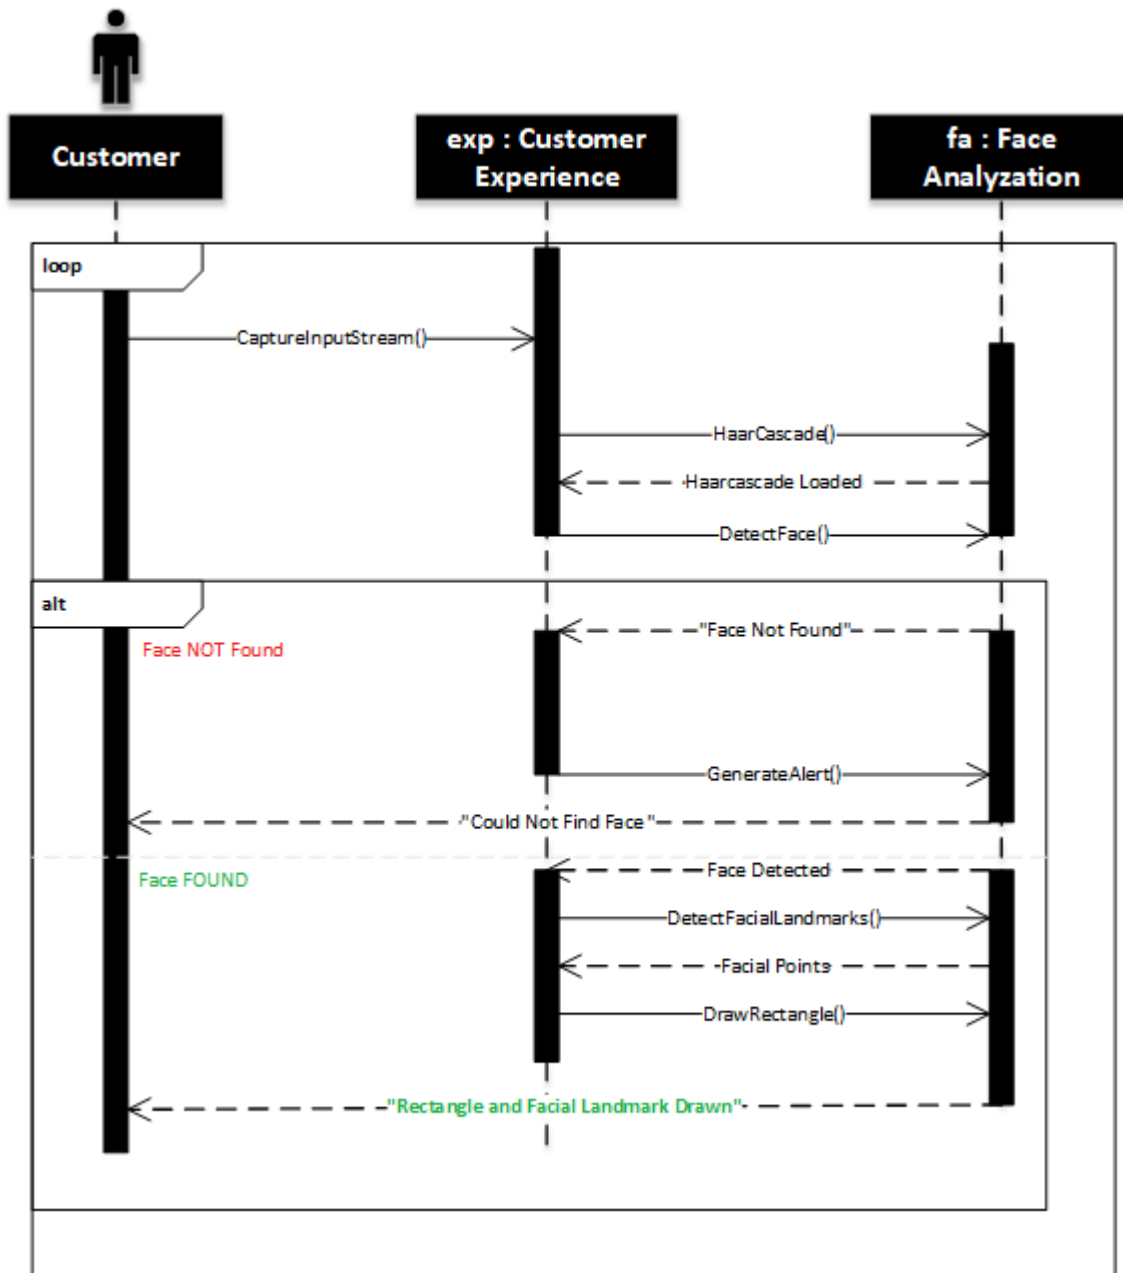 Customer
exp : Customer
Experience
fa : Face
Analyzation
loop
CaptureInputStream()
HaarCascade()
Haarcascade Loaded
DetectFace()
alt
"Face Not Found"
Face NOT Found
GenerateAlert()
"Could Not Find Face"
Face Detected
Face FOUND
DetectFacialLandmarks()
Facial Points
DrawRectangle()
"Rectangle and Facial Landmark Drawn"